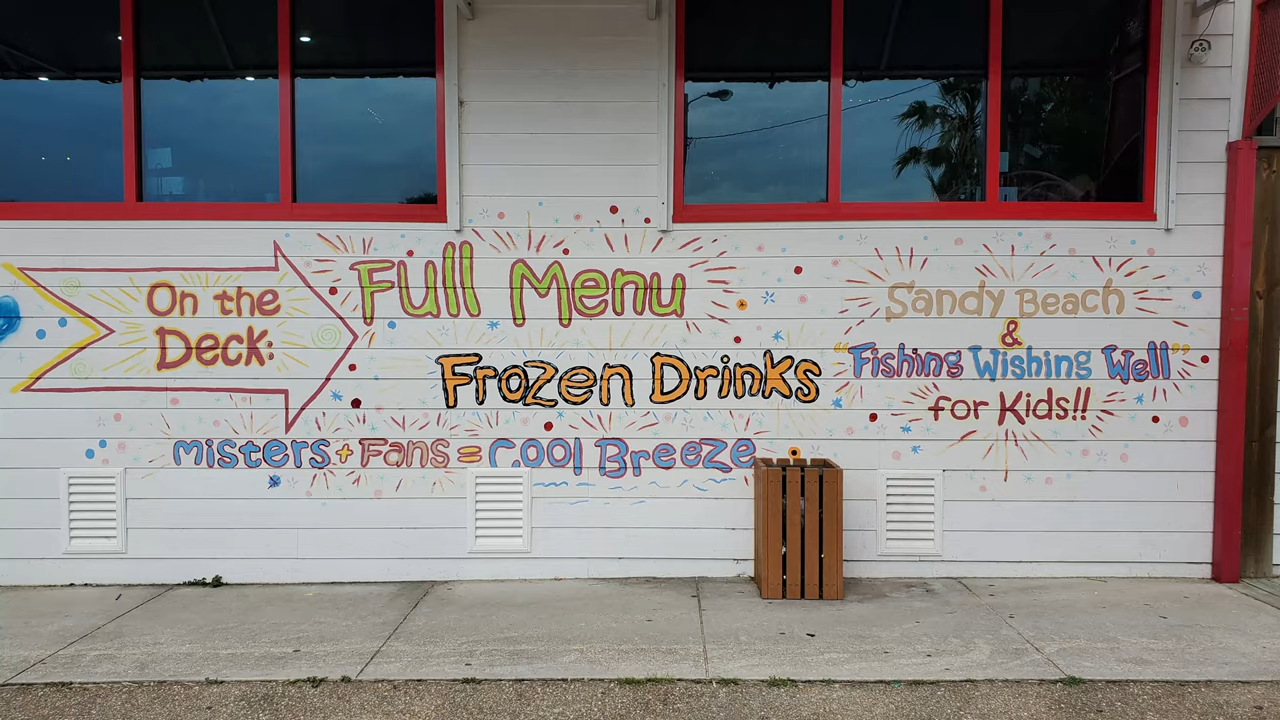 On the
Deck:
Full Menu
Frozen Drinks
misters + Fans = Cool Breeze
Sandy Beach
&
"Fishing Wishing Well"
for Kids!!